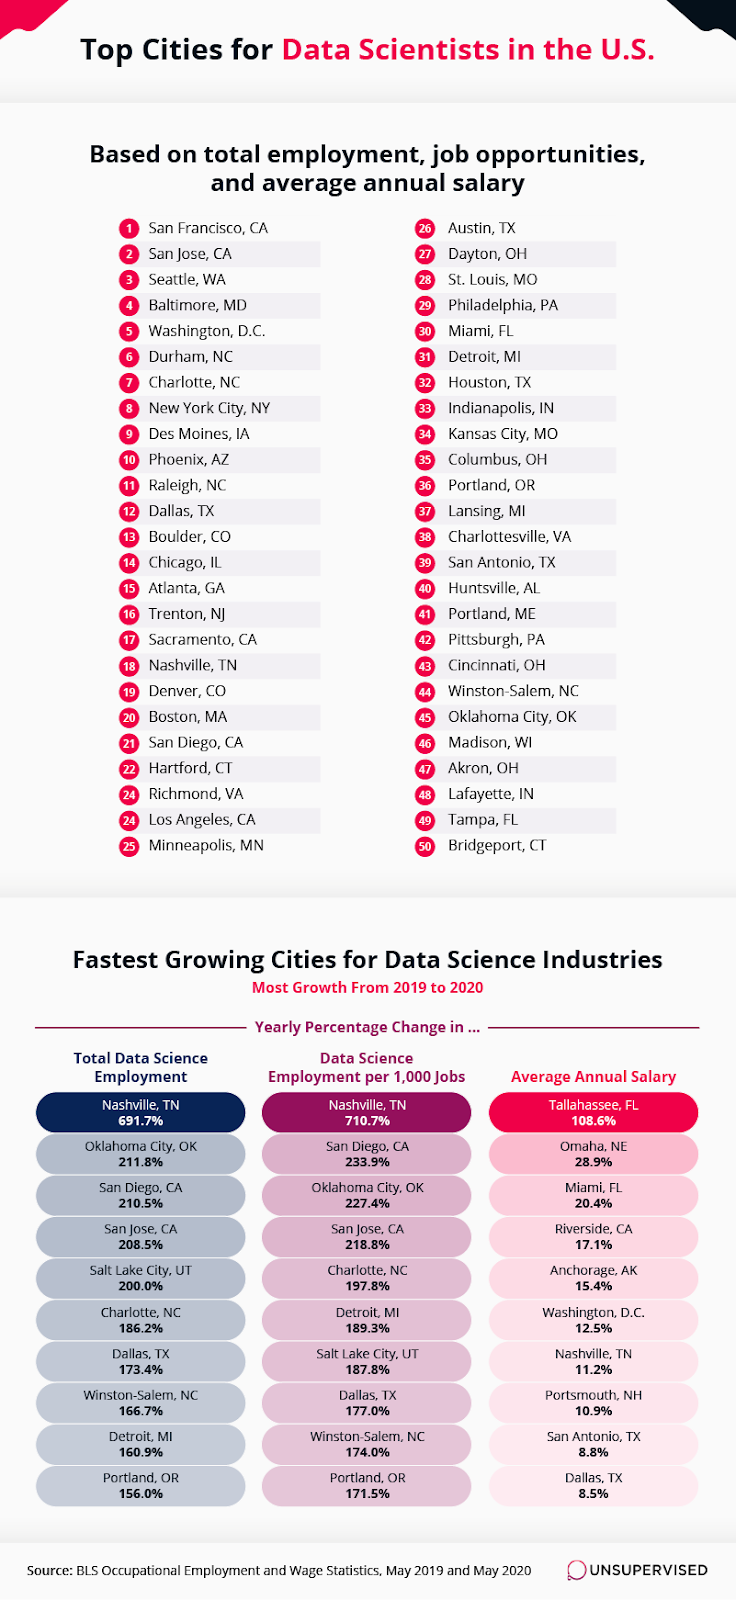 Top Cities for Data Scientists in the U.S.
Based on total employment, job opportunities,
and average annual salary
1 San Francisco, CA
2 San Jose, CA
3 Seattle, WA
4 Baltimore, MD
5 Washington, D.C.
6 Durham, NC
7 Charlotte, NC
8 New York City, NY
9 Des Moines, IA
10 Phoenix, AZ
11 Raleigh, NC
12 Dallas, TX
13 Boulder, CO
14 Chicago, IL
15 Atlanta, GA
16 Trenton, NJ
17 Sacramento, CA
18 Nashville, TN
19 Denver, CO
20 Boston, MA
21 San Diego, CA
22 Hartford, CT
24 Richmond, VA
24 Los Angeles, CA
25 Minneapolis, MN
26 Austin, TX
27 Dayton, OH
28 St. Louis, MO
29 Philadelphia, PA
30 Miami, FL
31 Detroit, MI
32 Houston, TX
33 Indianapolis, IN
34 Kansas City, MO
35 Columbus, OH
36 Portland, OR
37 Lansing, MI
38 Charlottesville, VA
39 San Antonio, TX
40 Huntsville, AL
41 Portland, ME
42 Pittsburgh, PA
43 Cincinnati, OH
44 Winston-Salem, NC
45 Oklahoma City, OK
46 Madison, WI
47 Akron, OH
48 Lafayette, IN
49 Tampa, FL
50 Bridgeport, CT
Fastest Growing Cities for Data Science Industries
Most Growth From 2019 to 2020
Yearly Percentage Change in ...
Total Data Science
Employment
Nashville, TN
691.7%
Oklahoma City, OK
211.8%
San Diego, CA
210.5%
San Jose, CA
208.5%
Salt Lake City, UT
200.0%
Charlotte, NC
186.2%
Dallas, TX
173.4%
Winston-Salem, NC
166.7%
Detroit, MI
160.9%
Portland, OR
156.0%
Data Science
Employment per 1,000 Jobs
Nashville, TN
710.7%
San Diego, CA
233.9%
Oklahoma City, OK
227.4%
San Jose, CA
218.8%
Charlotte, NC
197.8%
Detroit, MI
189.3%
Salt Lake City, UT
187.8%
Dallas, TX
177.0%
Winston-Salem, NC
174.0%
Portland, OR
171.5%
Average Annual Salary
Tallahassee, FL
108.6%
Omaha, NE
28.9%
Miami, FL
20.4%
Riverside, CA
17.1%
Anchorage, AK
15.4%
Washington, D.C.
12.5%
Nashville, TN
11.2%
Portsmouth, NH
10.9%
San Antonio, TX
8.8%
Dallas, TX
8.5%
Source: BLS Occupational Employment and Wage Statistics, May 2019 and May 2020
UNSUPERVISED